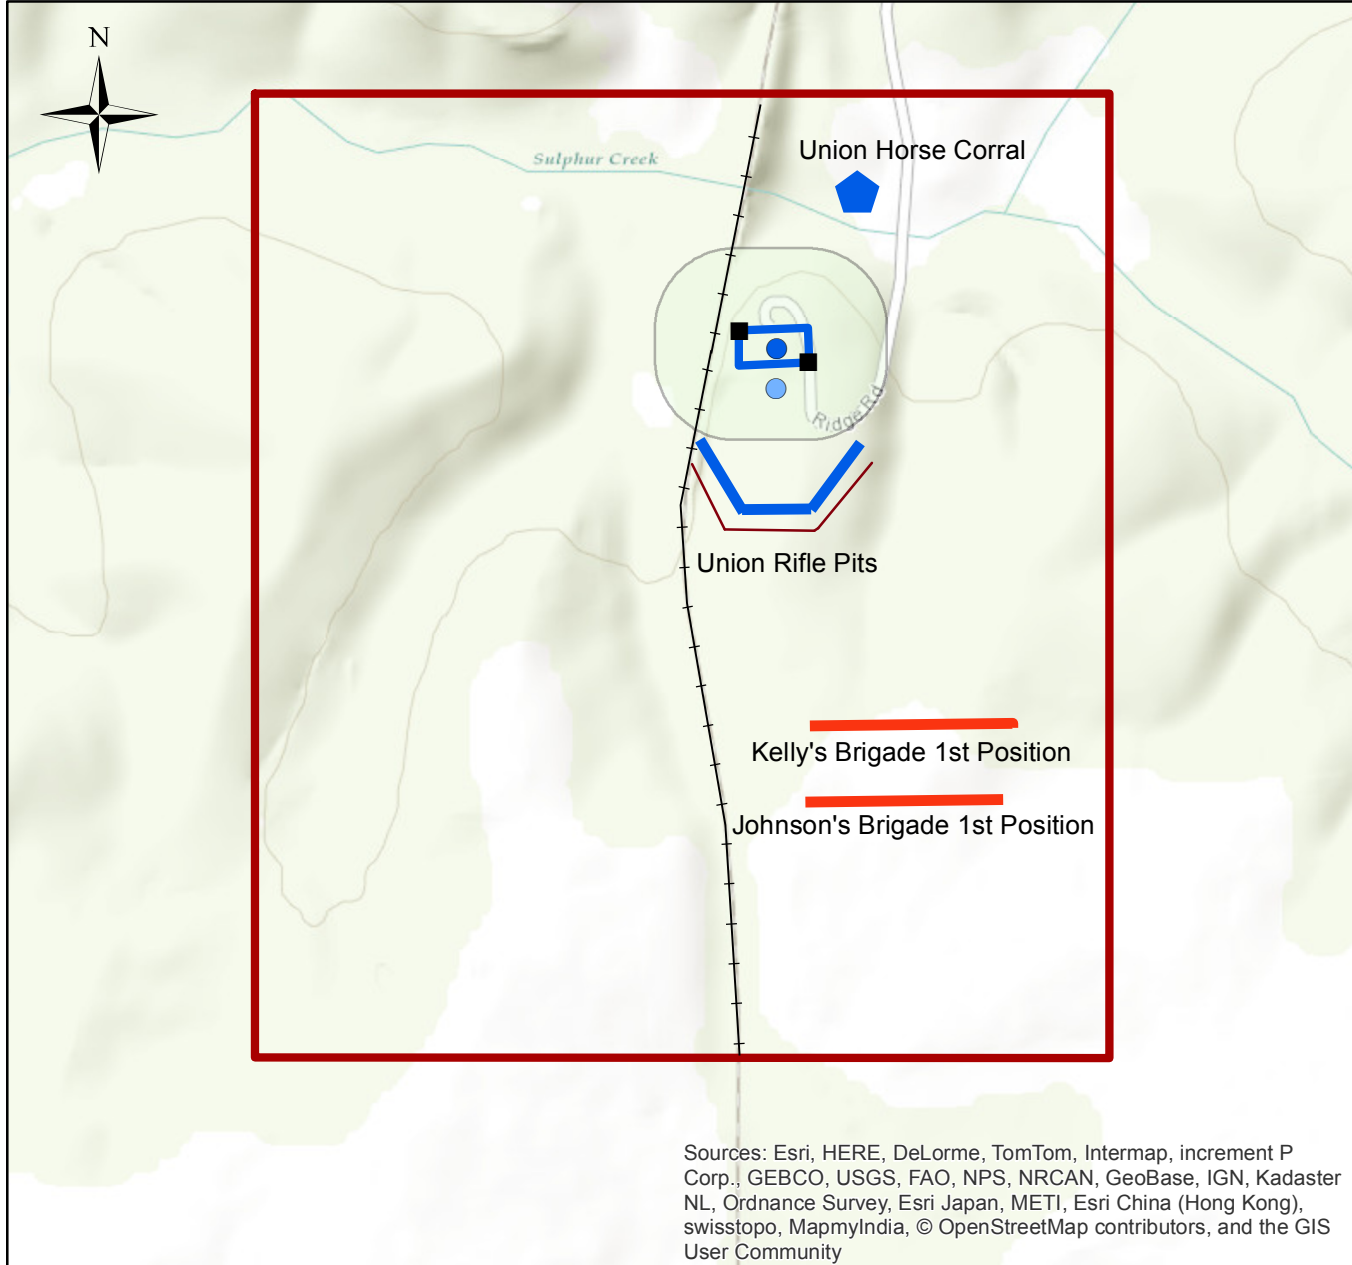 N
Union Horse Corral
Sulphur Creek
Ridge Rd
Union Rifle Pits
Kelly's Brigade 1st Position
Johnson's Brigade 1st Position
Sources: Esri, HERE, DeLorme, TomTom, Intermap, increment P
Corp., GEBCO, USGS, FAO, NPS, NRCAN, GeoBase, IGN, Kadaster
NL, Ordnance Survey, Esri Japan, METI, Esri China (Hong Kong),
swisstopo, MapmyIndia, © OpenStreetMap contributors, and the GIS
User Community